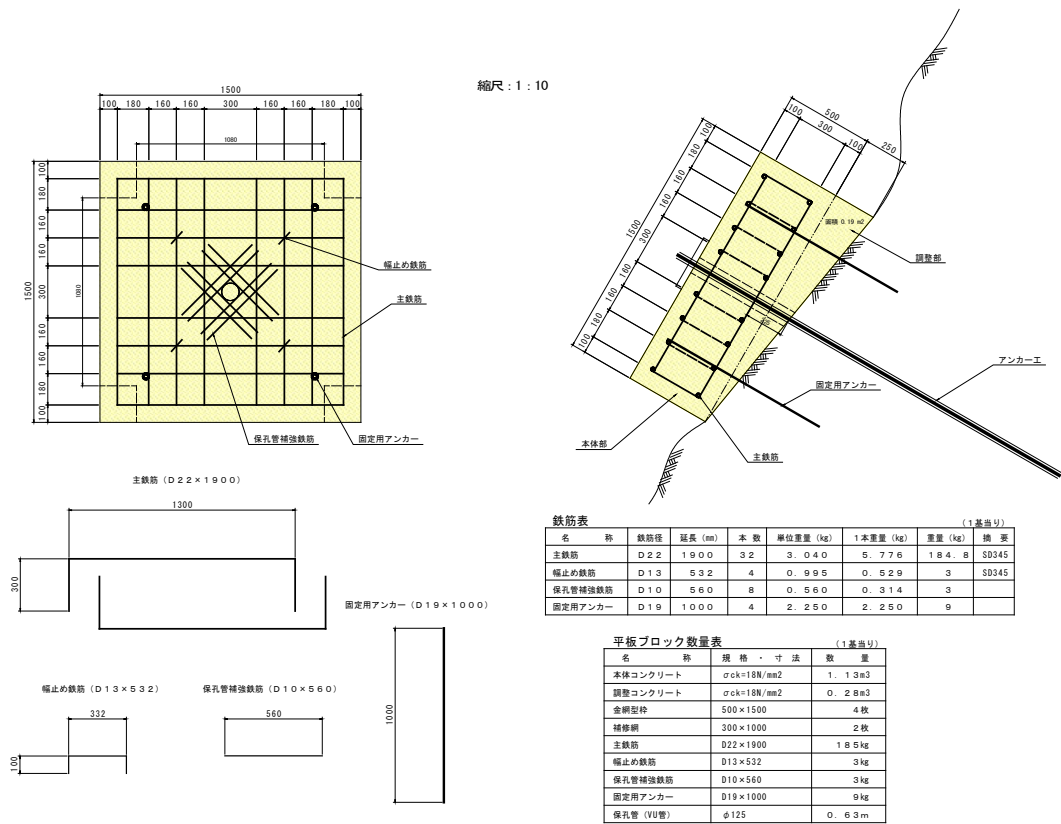 縮尺：1：10
1500
100 180 160 160 300 160 160 180 100
1080
1500
100 180 160 160 300 160 160 180 100
1080
幅止め鉄筋
主鉄筋
保孔管補強鉄筋
固定用アンカー
500
100 300 100
250
1500
100 180 160 160 300 160 160 180 100
面積 0.19 m2
調整部
アンカー工
固定用アンカー
本体部
主鉄筋
主鉄筋（Ｄ２２×１９００）
1300
300
固定用アンカー（Ｄ１９×１０００）
1000
幅止め鉄筋（Ｄ１３×５３２）
332
100
保孔管補強鉄筋（Ｄ１０×５６０）
560
鉄筋表 （１基当り）
名 称 鉄筋径 延長 (mm) 本 数 単位重量 (kg) １本重量 (kg) 重量 (kg) 摘 要
主鉄筋 Ｄ２２ １９００ ３２ ３．０４０ ５．７７６ １８４．８ SD345
幅止め鉄筋 Ｄ１３ ５３２ ４ ０．９９５ ０．５２９ ３ SD345
保孔管補強鉄筋 Ｄ１０ ５６０ ８ ０．５６０ ０．３１４ ３
固定用アンカー Ｄ１９ １０００ ４ ２．２５０ ２．２５０ ９
平板ブロック数量表 （１基当り）
名 称 規 格 ・ 寸 法 数 量
本体コンクリート σck=18N/mm2 １．１３m3
調整コンクリート σck=18N/mm2 ０．２８m3
金網型枠 500×1500 ４枚
補修網 300×1000 ２枚
主鉄筋 D22×1900 １８５kg
幅止め鉄筋 D13×532 ３kg
保孔管補強鉄筋 D10×560 ３kg
固定用アンカー D19×1000 ９kg
保孔管（VU管） φ125 ０．６３ｍ